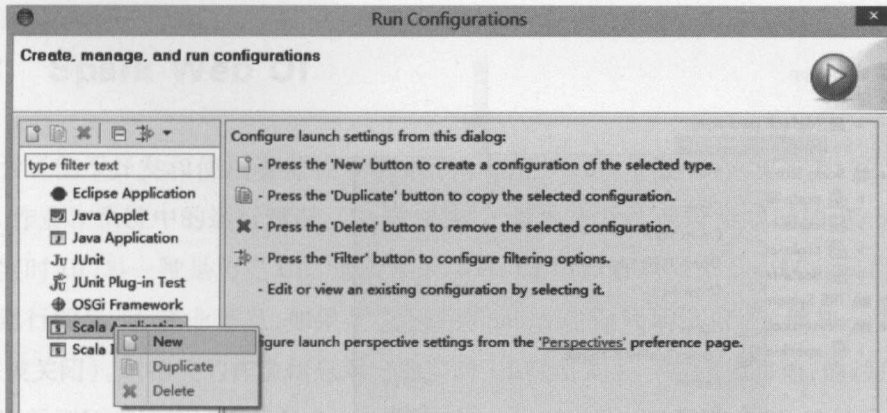 Run Configurations
Create, manage, and run configurations
type filter text
Eclipse Application
Java Applet
Java Application
JU JUnit
JU JUnit Plug-in Test
OSGi Framework
Scala Application
Scala
New
Duplicate
Delete
Configure launch settings from this dialog:
- Press the 'New' button to create a configuration of the selected type.
- Press the 'Duplicate' button to copy the selected configuration.
- Press the 'Delete' button to remove the selected configuration.
- Press the 'Filter' button to configure filtering options.
- Edit or view an existing configuration by selecting it.
figure launch perspective settings from the 'Perspectives' preference page.